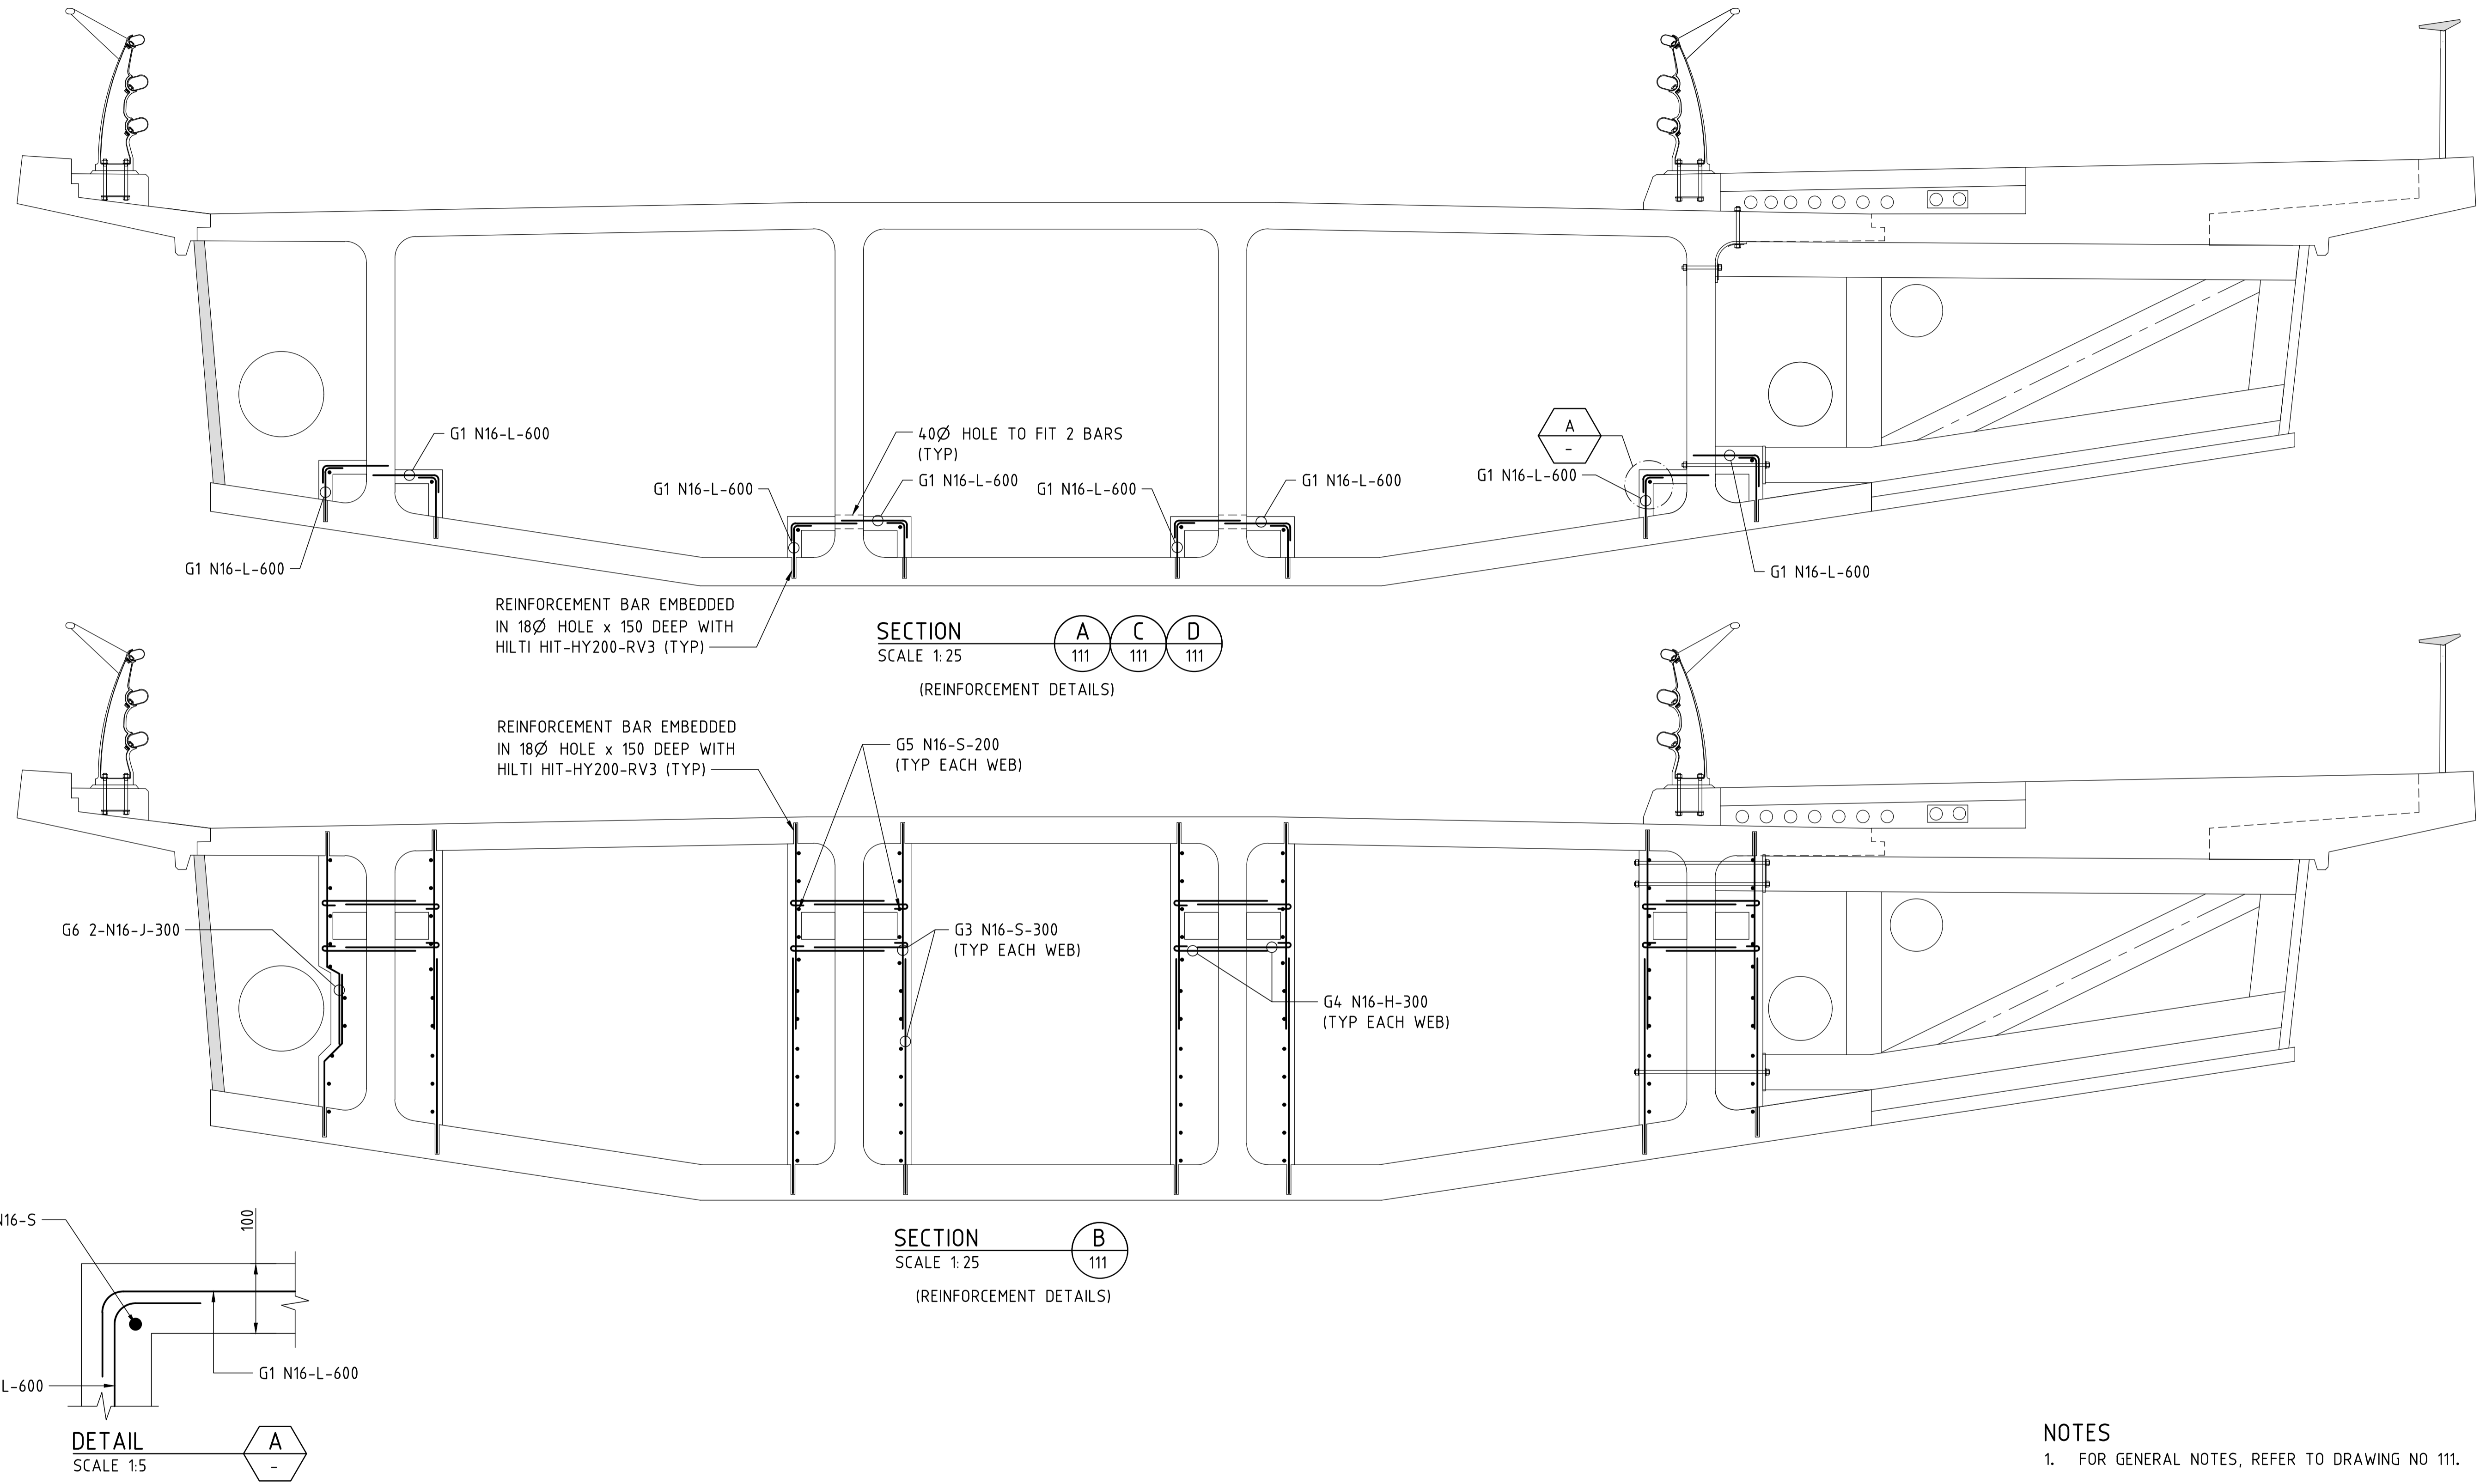 G1 N16-L-600
40Ø HOLE TO FIT 2 BARS
(TYP)
G1 N16-L-600
G1 N16-L-600
G1 N16-L-600
G1 N16-L-600
A
-
G1 N16-L-600
G1 N16-L-600
G1 N16-L-600
REINFORCEMENT BAR EMBEDDED
IN 18Ø HOLE x 150 DEEP WITH
HILTI HIT-HY200-RV3 (TYP)
SECTION
SCALE 1:25
A
111
C
111
D
111
(REINFORCEMENT DETAILS)
REINFORCEMENT BAR EMBEDDED
IN 18Ø HOLE x 150 DEEP WITH
HILTI HIT-HY200-RV3 (TYP)
G5 N16-S-200
(TYP EACH WEB)
G6 2-N16-J-300
G3 N16-S-300
(TYP EACH WEB)
G4 N16-H-300
(TYP EACH WEB)
SECTION
SCALE 1:25
B
111
(REINFORCEMENT DETAILS)
N16-S
100
G1 N16-L-600
L-600
DETAIL
SCALE 1:5
A
-
NOTES
1. FOR GENERAL NOTES, REFER TO DRAWING NO 111.